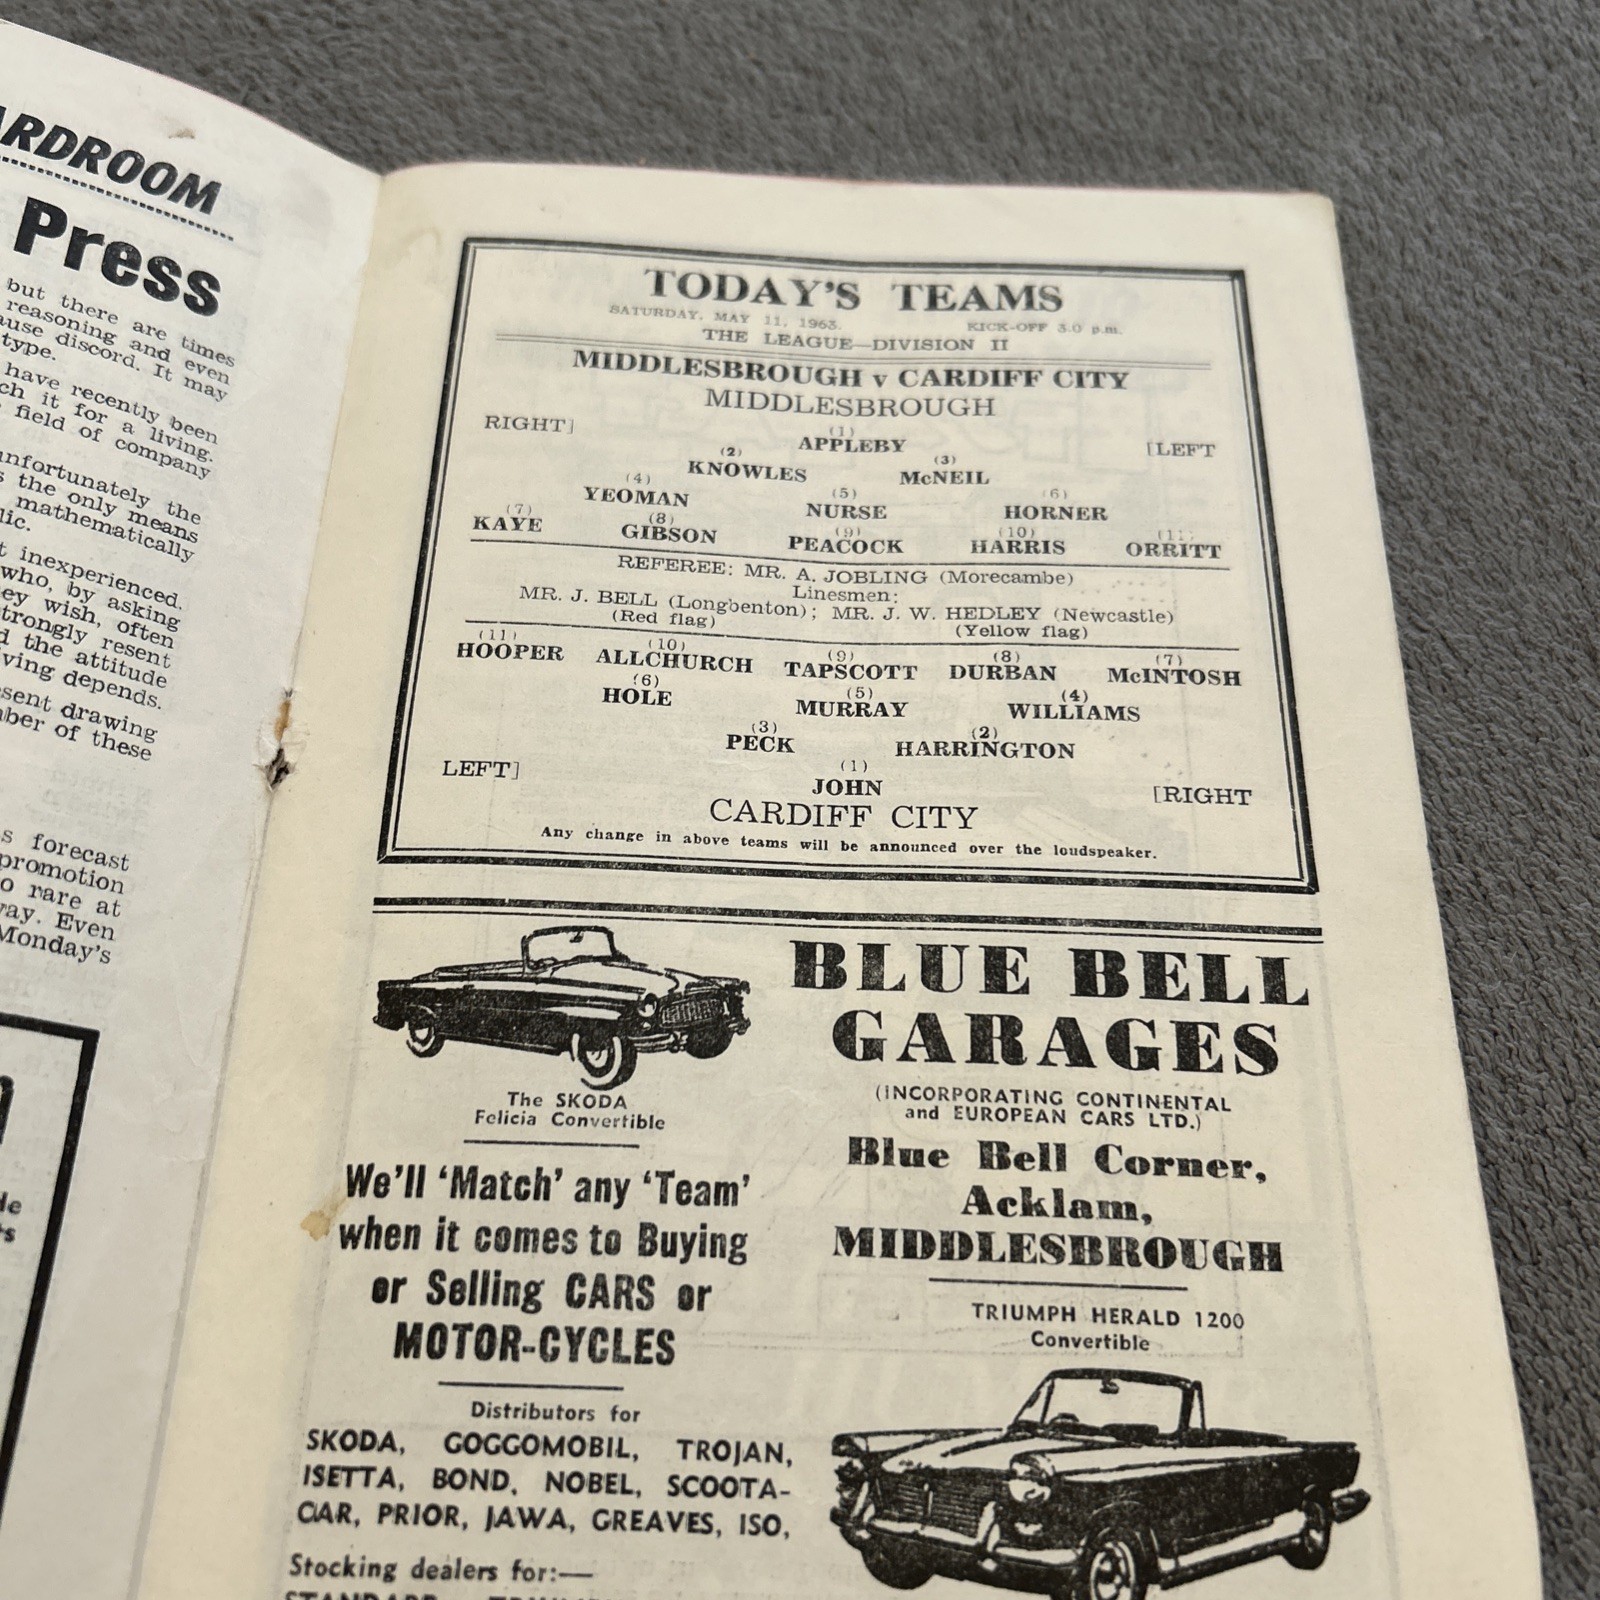 ARDROOM
Press
but there are times
reasoning and even
ause discord. It may
type.
have recently been
ch it for a living.
field of company
unfortunately the
s the only means
mathematically
lic.
t inexperienced.
who, by asking
ey wish, often
trongly resent
d the attitude
iving depends.
esent drawing
ber of these
s forecast
promotion
o rare at
way. Even
Monday's
TODAY'S TEAMS
SATURDAY, MAY 11, 1963. KICK-OFF 3.0 p.m.
THE LEAGUE—DIVISION II
MIDDLESBROUGH v CARDIFF CITY
MIDDLESBROUGH
RIGHT] [LEFT
(1)
APPLEBY
(2) (3)
KNOWLES McNEIL
(4) (5) (6)
YEOMAN NURSE HORNER
(7) (8) (9) (10) (11)
KAYE GIBSON PEACOCK HARRIS ORRITT
REFEREE: MR. A. JOBLING (Morecambe)
Linesmen:
MR. J. BELL (Longbenton); MR. J. W. HEDLEY (Newcastle)
(Red flag) (Yellow flag)
(11) (10) (9) (8) (7)
HOOPER ALLCHURCH TAPSCOTT DURBAN McINTOSH
(6) (5) (4)
HOLE MURRAY WILLIAMS
(3) (2)
PECK HARRINGTON
(1)
JOHN
LEFT] [RIGHT
CARDIFF CITY
Any change in above teams will be announced over the loudspeaker.
The SKODA
Felicia Convertible
We'll 'Match' any 'Team'
when it comes to Buying
or Selling CARS or
MOTOR-CYCLES
Distributors for
SKODA, GOGGOMOBIL, TROJAN,
ISETTA, BOND, NOBEL, SCOOTA-
CAR, PRIOR, JAWA, GREAVES, ISO,
Stocking dealers for:—
BLUE BELL
GARAGES
(INCORPORATING CONTINENTAL
and EUROPEAN CARS LTD.)
Blue Bell Corner,
Acklam,
MIDDLESBROUGH
TRIUMPH HERALD 1200
Convertible